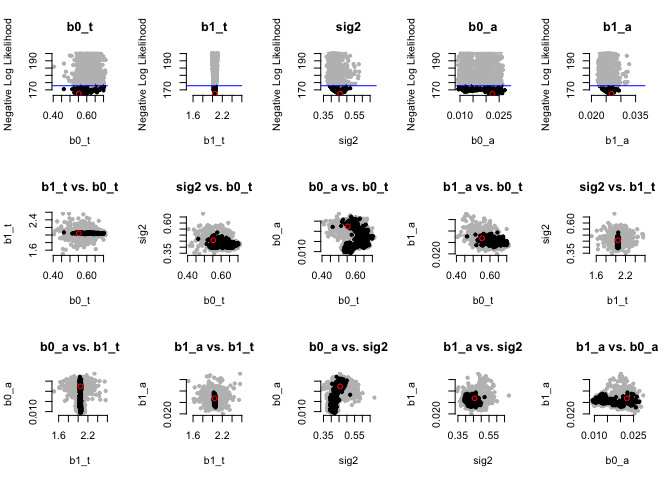 b0_t b1_t sig2 b0_a b1_a
Negative Log Likelihood Negative Log Likelihood Negative Log Likelihood Negative Log Likelihood Negative Log Likelihood
190 190 190 190 190
170 170 170 170 170
0.40 0.60 1.6 2.2 0.35 0.55 0.010 0.025 0.020 0.035
b0_t b1_t sig2 b0_a b1_a
b1_t vs. b0_t sig2 vs. b0_t b0_a vs. b0_t b1_a vs. b0_t sig2 vs. b1_t
b1_t sig2 b0_a b1_a sig2
1.6 2.4 0.35 0.60 0.010 0.020 0.35 0.60
0.40 0.60 0.40 0.60 0.40 0.60 0.40 0.60 1.6 2.2
b0_t b0_t b0_t b0_t b1_t
b0_a vs. b1_t b1_a vs. b1_t b0_a vs. sig2 b1_a vs. sig2 b1_a vs. b0_a
b0_a b1_a b0_a b1_a b1_a
0.010 0.020 0.010 0.020 0.020
1.6 2.2 1.6 2.2 0.35 0.55 0.35 0.55 0.010 0.025
b1_t b1_t sig2 sig2 b0_a